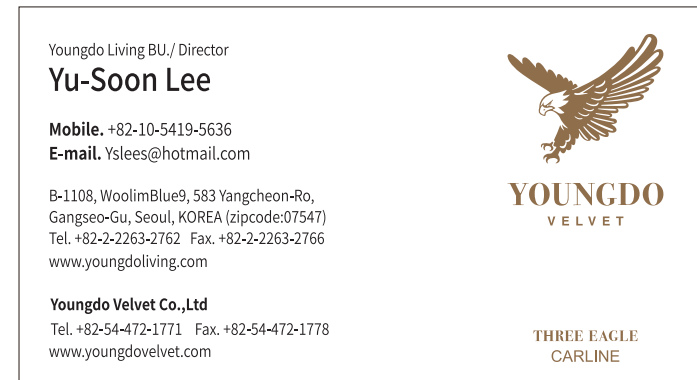 Youngdo Living BU./ Director
Yu-Soon Lee
Mobile. +82-10-5419-5636
E-mail. Yslees@hotmail.com
B-1108, WoolimBlue9, 583 Yangcheon-Ro,
Gangseo-Gu, Seoul, KOREA (zipcode:07547)
Tel. +82-2-2263-2762 Fax. +82-2-2263-2766
www.youngdoliving.com
Youngdo Velvet Co.,Ltd
Tel. +82-54-472-1771 Fax. +82-54-472-1778
www.youngdovelvet.com
YOUNGDO
VELVET
THREE EAGLE
CARLINE